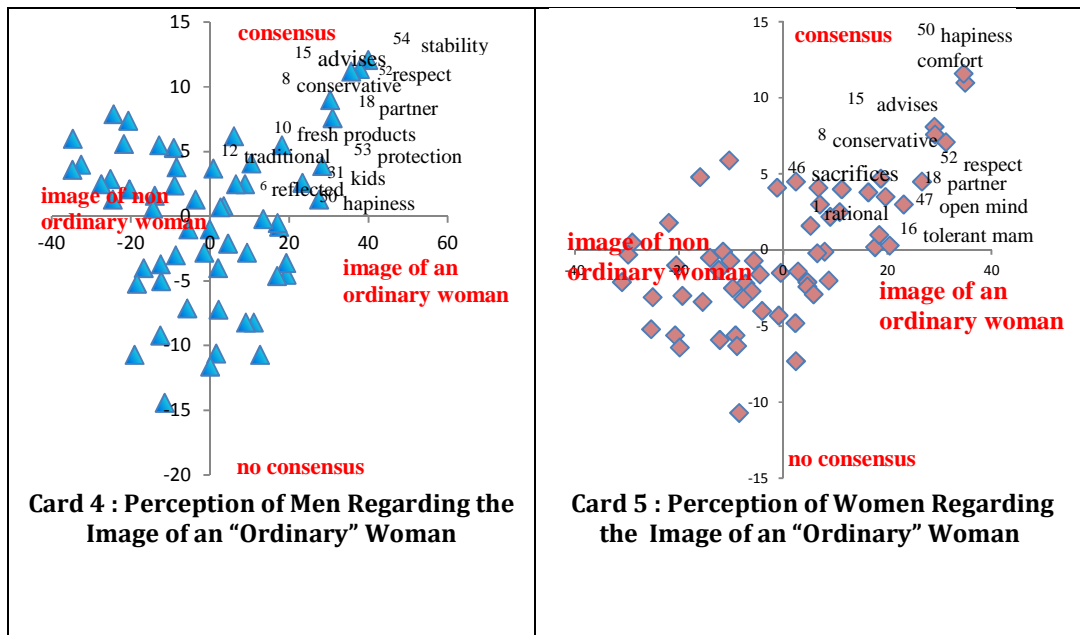 15
consensus
54 stability
15 advises
52 respect
8 conservative
10
18 partner
10 fresh products
5
12 traditional
53 protection
31 kids
6 reflected
image of non
ordinary woman
50 hapiness
0
-40 -20 0 20 40 60
image of an
ordinary woman
-5
-10
-15
no consensus
-20
Card 4 : Perception of Men Regarding the
Image of an “Ordinary” Woman
15
consensus
50 hapiness
comfort
10
15 advises
8 conservative
52 respect
5
46 sacrifices
18 partner
47 open mind
1 rational
16 tolerant mam
image of non
ordinary woman
0
-40 -20 0 20 40
image of an
ordinary woman
-5
-10
no consensus
-15
Card 5 : Perception of Women Regarding
the Image of an “Ordinary” Woman